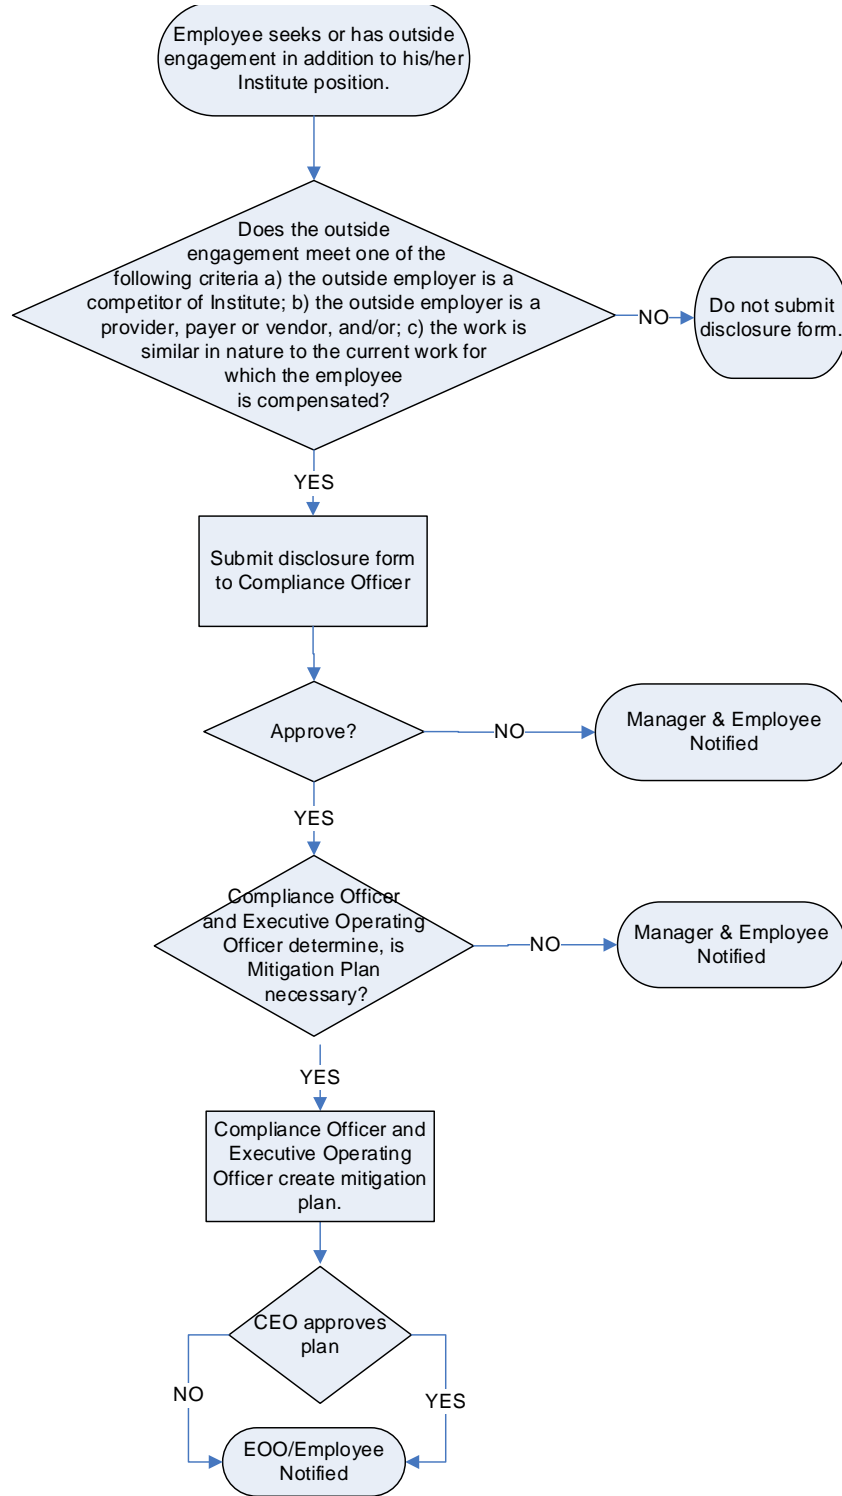 Employee seeks or has outside
engagement in addition to his/her
Institute position.
Does the outside
engagement meet one of the
following criteria a) the outside employer is a
competitor of Institute; b) the outside employer is a
provider, payer or vendor, and/or; c) the work is
similar in nature to the current work for
which the employee
is compensated?
NO
Do not submit
disclosure form.
YES
Submit disclosure form
to Compliance Officer
Approve?
NO
Manager & Employee
Notified
YES
Compliance Officer
and Executive Operating
Officer determine, is
Mitigation Plan
necessary?
NO
Manager & Employee
Notified
YES
Compliance Officer and
Executive Operating
Officer create mitigation
plan.
CEO approves
plan
NO
YES
EOO/Employee
Notified